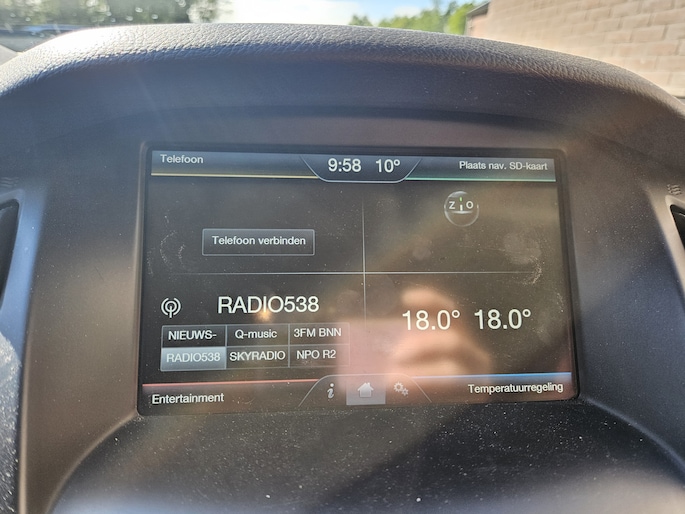 Telefoon
9:58 10°
Plaats nav. SD-kaart
Z O
Telefoon verbinden
RADIO538
NIEUWS- Q-music 3FM BNN
RADIO538 SKYRADIO NPO R2
18.0° 18.0°
Entertainment
i
Temperatuurregeling